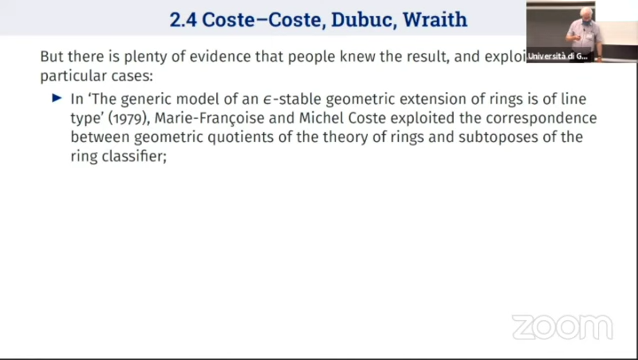 2.4 Coste–Coste, Dubuc, Wraith
But there is plenty of evidence that people knew the result, and exploi
particular cases:
► In ‘The generic model of an ϵ-stable geometric extension of rings is of line
type’ (1979), Marie-Françoise and Michel Coste exploited the correspondence
between geometric quotients of the theory of rings and subtoposes of the
ring classifier;
Università di G...
zoom